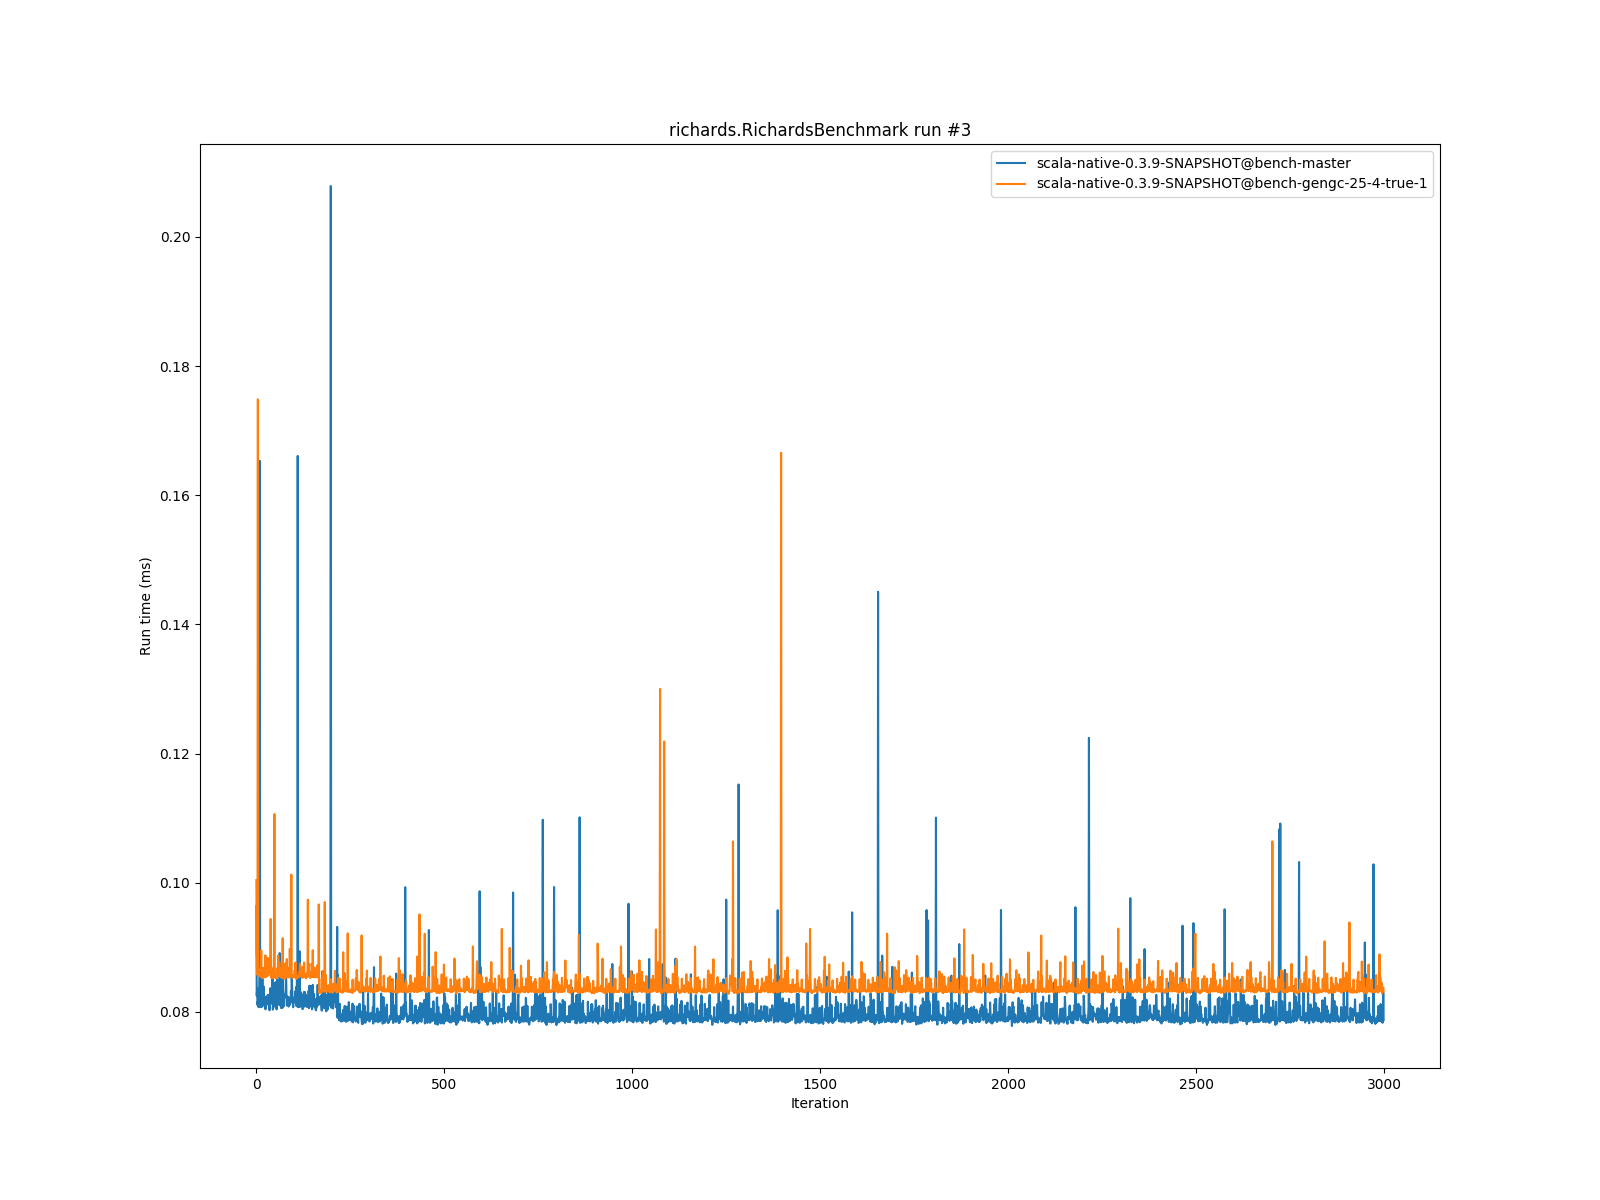 richards.RichardsBenchmark run #3
scala-native-0.3.9-SNAPSHOT@bench-master
scala-native-0.3.9-SNAPSHOT@bench-gengc-25-4-true-1
0.20
0.18
0.16
0.14
0.12
0.10
0.08
Run time (ms)
0 500 1000 1500 2000 2500 3000
Iteration